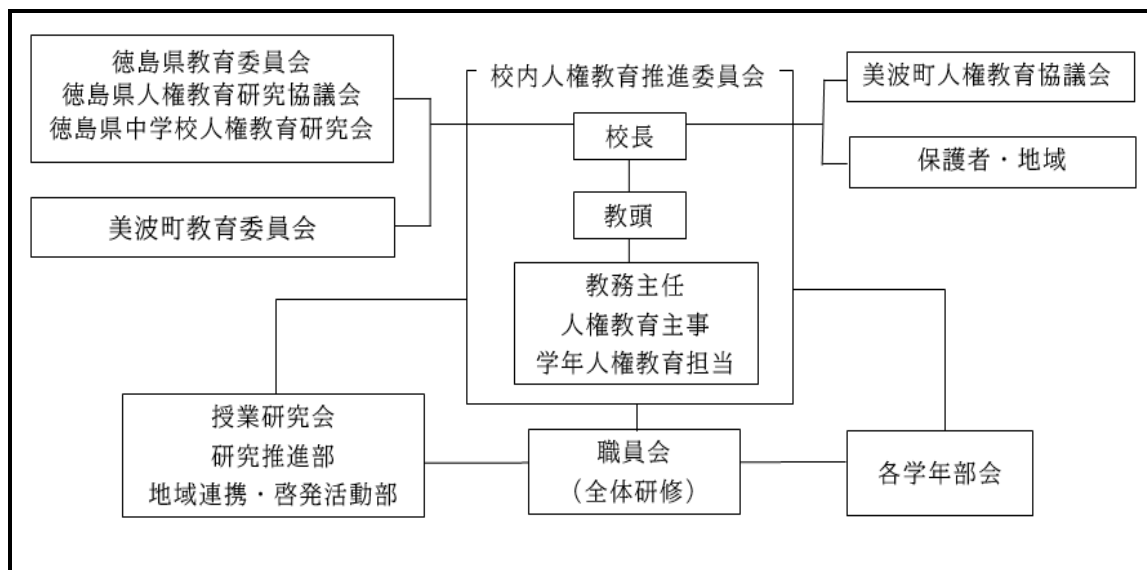 徳島県教育委員会
徳島県人権教育研究協議会
徳島県中学校人権教育研究会
美波町教育委員会
校内人権教育推進委員会
校長
教頭
教務主任
人権教育主事
学年人権教育担当
美波町人権教育協議会
保護者・地域
授業研究会
研究推進部
地域連携・啓発活動部
職員会
（全体研修）
各学年部会